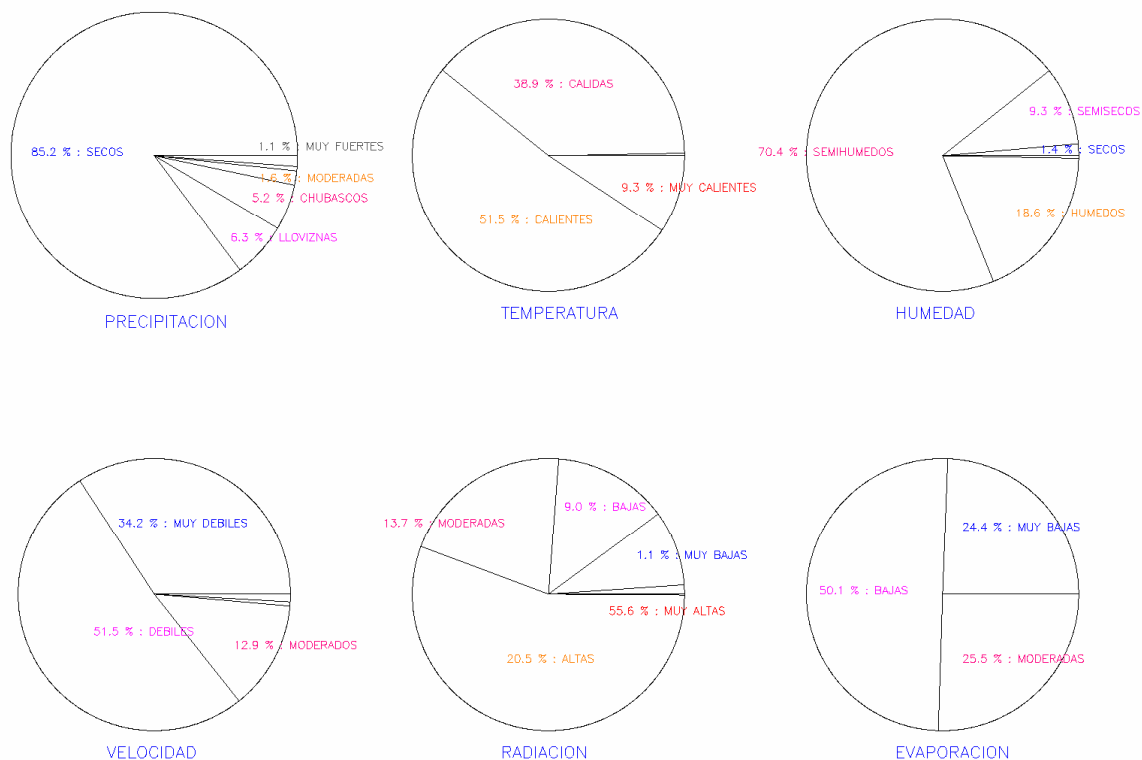 85.2 % : SECOS
1.1 % : MUY FUERTES
1.6 % : MODERADAS
5.2 % : CHUBASCOS
6.3 % : LLOVIZNAS
PRECIPITACION
38.9 % : CALIDAS
9.3 % : MUY CALIENTES
51.5 % : CALIENTES
TEMPERATURA
9.3 % : SEMISECOS
1.4 % : SECOS
70.4 % : SEMIHUMEDOS
18.6 % : HUMEDOS
HUMEDAD
34.2 % : MUY DEBILES
51.5 % : DEBILES
12.9 % : MODERADOS
VELOCIDAD
9.0 % : BAJAS
13.7 % : MODERADAS
1.1 % : MUY BAJAS
55.6 % : MUY ALTAS
20.5 % : ALTAS
RADIACION
24.4 % : MUY BAJAS
50.1 % : BAJAS
25.5 % : MODERADAS
EVAPORACION